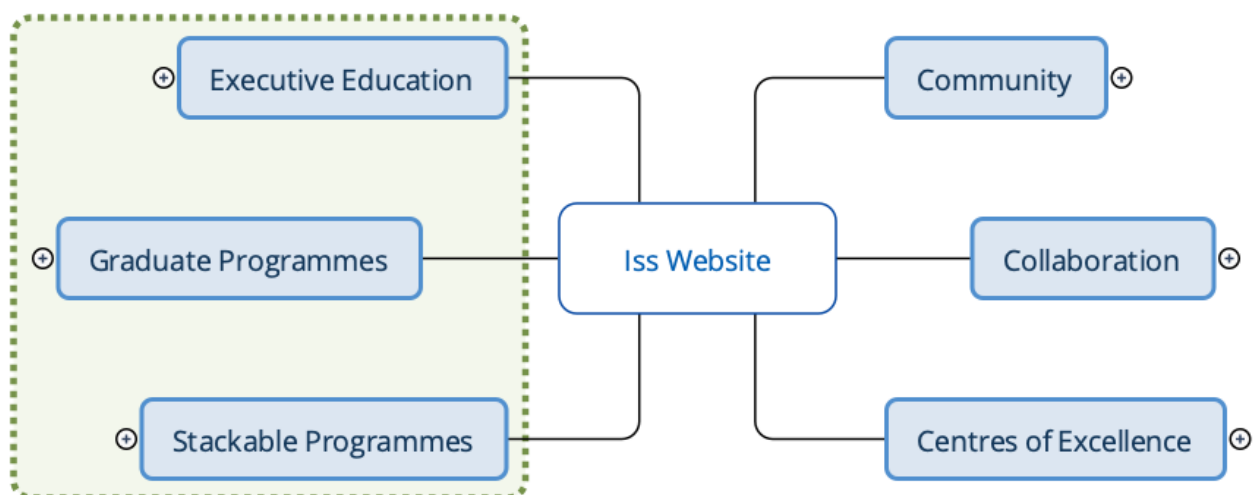 Executive Education
Community
Graduate Programmes
Iss Website
Collaboration
Stackable Programmes
Centres of Excellence